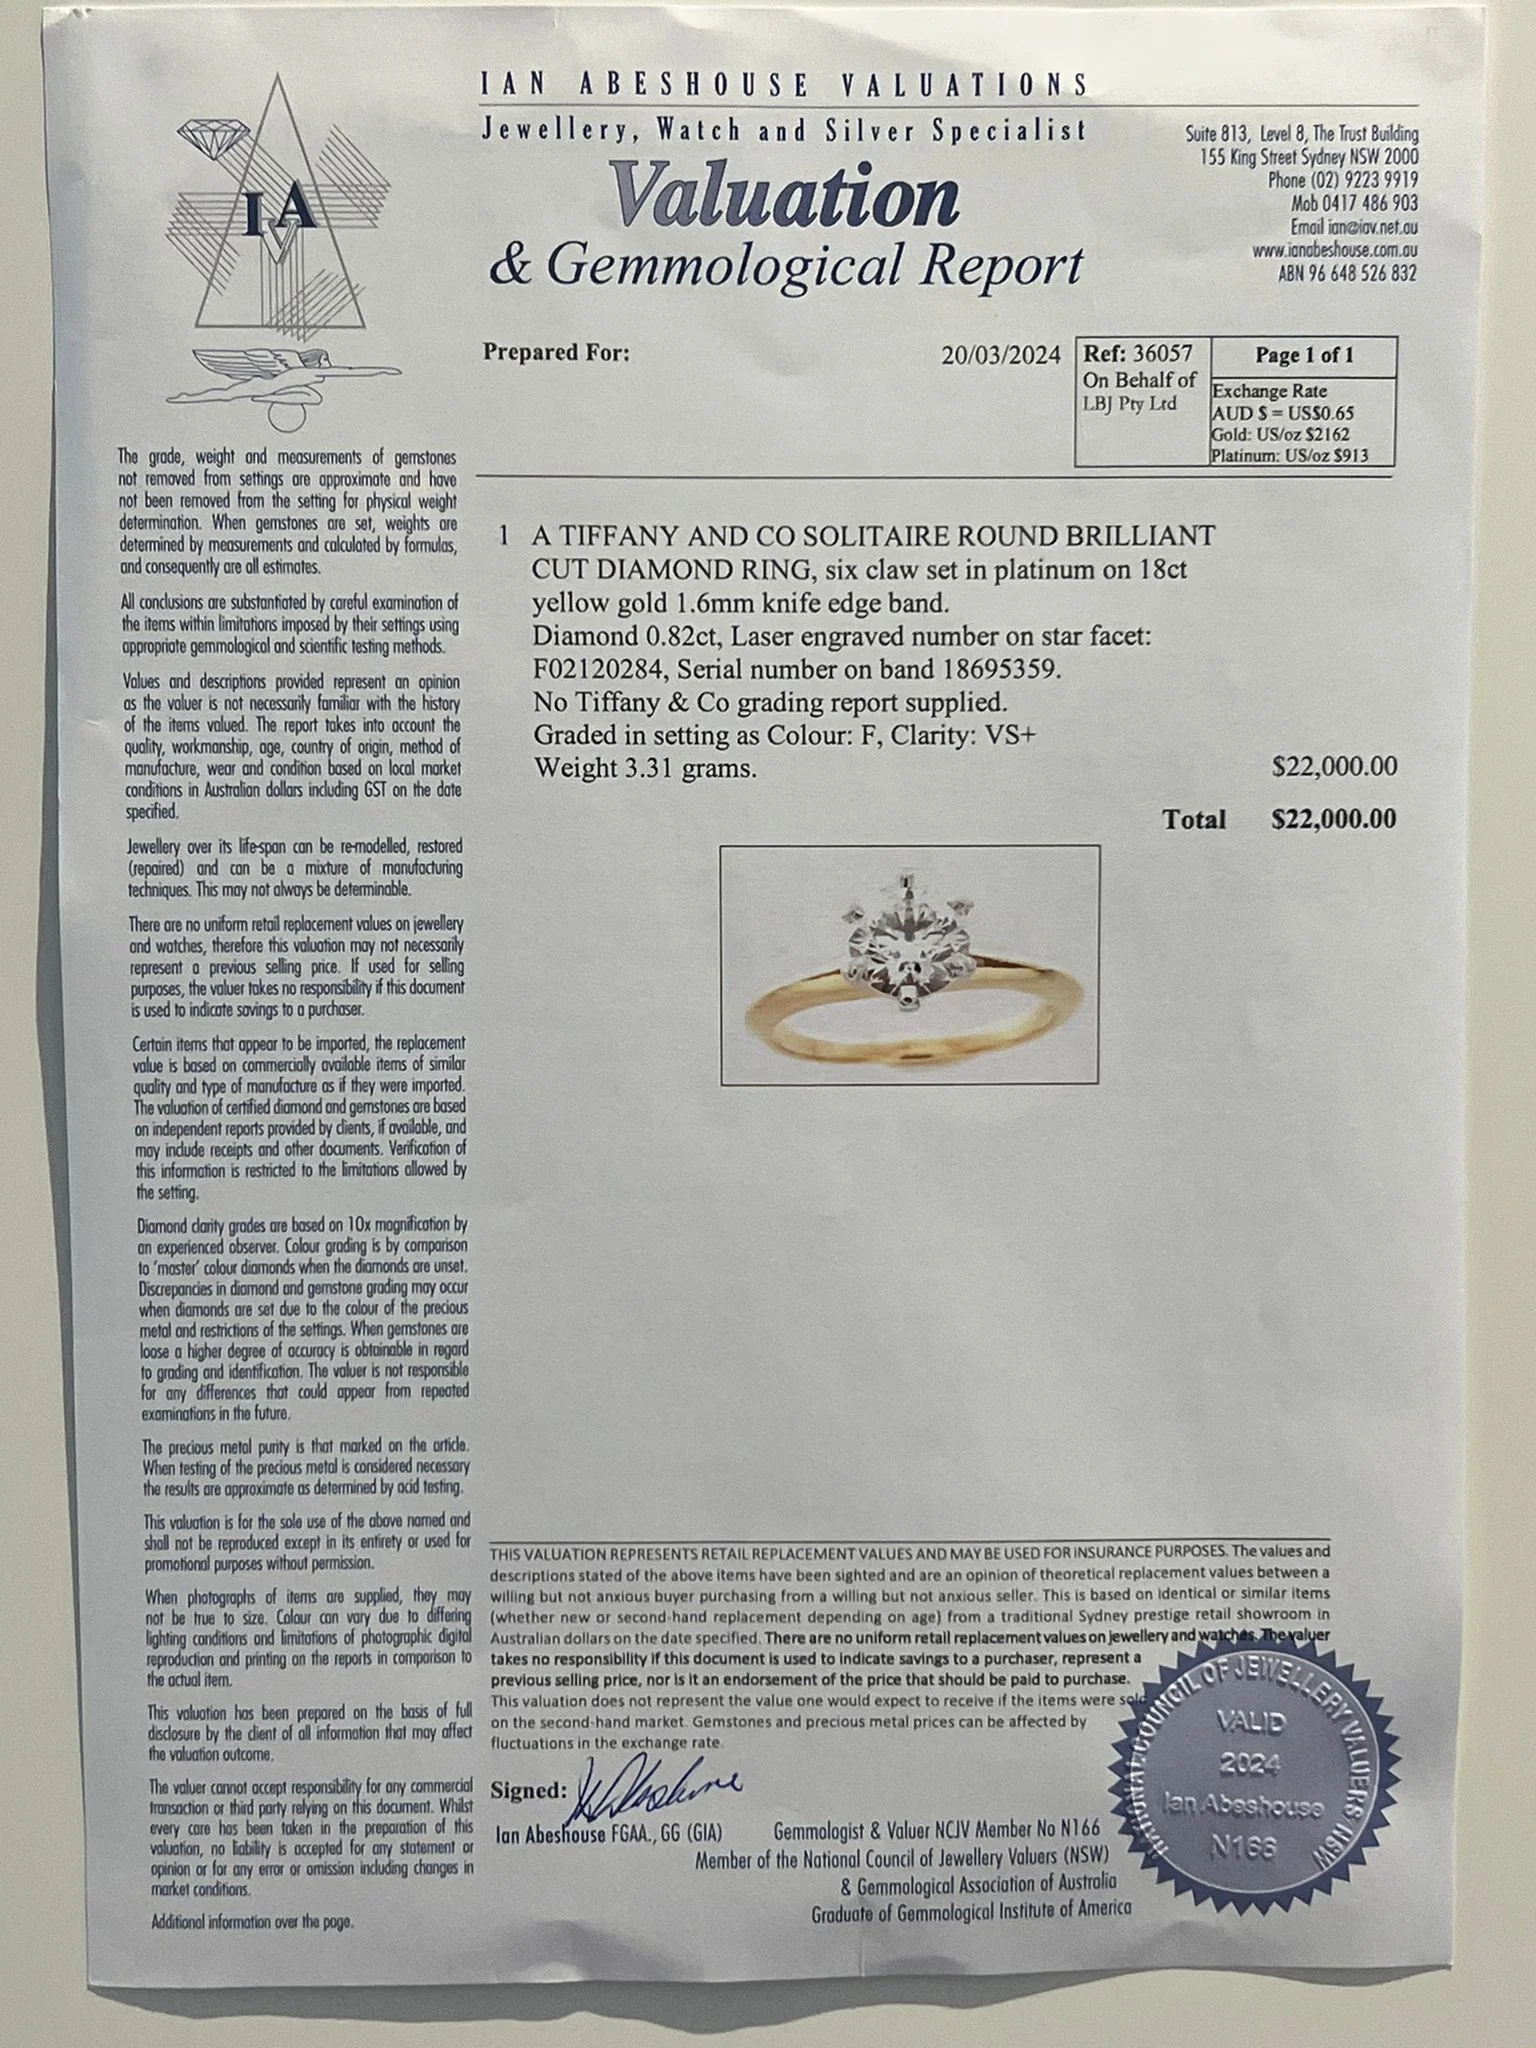 IAN ABESHOUSE VALUATIONS
Jewellery, Watch and Silver Specialist
Valuation
& Gemmological Report
Suite 813, Level 8, The Trust Building
155 King Street Sydney NSW 2000
Phone (02) 9223 9919
Mob 0417 486 903
Email ian@iav.net.au
www.ianabeshouse.com.au
ABN 96 648 526 832
IVA
Prepared For:
20/03/2024
Ref: 36057
On Behalf of
LBJ Pty Ltd
Page 1 of 1
Exchange Rate
AUD $ = US$0.65
Gold: US/oz $2162
Platinum: US/oz $913
The grade, weight and measurements of gemstones
not removed from settings are approximate and have
not been removed from the setting for physical weight
determination. When gemstones are set, weights are
determined by measurements and calculated by formulas,
and consequently are all estimates.
All conclusions are substantiated by careful examination of
the items within limitations imposed by their settings using
appropriate gemmological and scientific testing methods.
Values and descriptions provided represent an opinion
as the valuer is not necessarily familiar with the history
of the items valued. The report takes into account the
quality, workmanship, age, country of origin, method of
manufacture, wear and condition based on local market
conditions in Australian dollars including GST on the date
specified.
Jewellery over its life-span can be re-modelled, restored
(repaired) and can be a mixture of manufacturing
techniques. This may not always be determinable.
There are no uniform retail replacement values on jewellery
and watches, therefore this valuation may not necessarily
represent a previous selling price. If used for selling
purposes, the valuer takes no responsibility if this document
is used to indicate savings to a purchaser.
Certain items that appear to be imported, the replacement
value is based on commercially available items of similar
quality and type of manufacture as if they were imported.
The valuation of certified diamond and gemstones are based
on independent reports provided by clients, if available, and
may include receipts and other documents. Verification of
this information is restricted to the limitations allowed by
the setting.
Diamond clarity grades are based on 10x magnification by
an experienced observer. Colour grading is by comparison
to 'master' colour diamonds when the diamonds are unset.
Discrepancies in diamond and gemstone grading may occur
when diamonds are set due to the colour of the precious
metal and restrictions of the settings. When gemstones are
loose a higher degree of accuracy is obtainable in regard
to grading and identification. The valuer is not responsible
for any differences that could appear from repeated
examinations in the future.
The precious metal purity is that marked on the article.
When testing of the precious metal is considered necessary
the results are approximate as determined by acid testing.
This valuation is for the sole use of the above named and
shall not be reproduced except in its entirety or used for
promotional purposes without permission.
When photographs of items are supplied, they may
not be true to size. Colour can vary due to differing
lighting conditions and limitations of photographic digital
reproduction and printing on the reports in comparison to
the actual item.
This valuation has been prepared on the basis of full
disclosure by the client of all information that may affect
the valuation outcome.
The valuer cannot accept responsibility for any commercial
transaction or third party relying on this document. Whilst
every care has been taken in the preparation of this
valuation, no liability is accepted for any statement or
opinion or for any error or omission including changes in
market conditions.
Additional information over the page.
1 A TIFFANY AND CO SOLITAIRE ROUND BRILLIANT
CUT DIAMOND RING, six claw set in platinum on 18ct
yellow gold 1.6mm knife edge band.
Diamond 0.82ct, Laser engraved number on star facet:
F02120284, Serial number on band 18695359.
No Tiffany & Co grading report supplied.
Graded in setting as Colour: F, Clarity: VS+
Weight 3.31 grams. $22,000.00
Total $22,000.00
THIS VALUATION REPRESENTS RETAIL REPLACEMENT VALUES AND MAY BE USED FOR INSURANCE PURPOSES. The values and
descriptions stated of the above items have been sighted and are an opinion of theoretical replacement values between a
willing but not anxious buyer purchasing from a willing but not anxious seller. This is based on identical or similar items
(whether new or second-hand replacement depending on age) from a traditional Sydney prestige retail showroom in
Australian dollars on the date specified. There are no uniform retail replacement values on jewellery and watches. The valuer
takes no responsibility if this document is used to indicate savings to a purchaser, represent a
previous selling price, nor is it an endorsement of the price that should be paid to purchase.
This valuation does not represent the value one would expect to receive if the items were sold
on the second-hand market. Gemstones and precious metal prices can be affected by
fluctuations in the exchange rate.
Signed: I Abeshouse
Ian Abeshouse FGAA., GG (GIA) Gemmologist & Valuer NCJV Member No N166
Member of the National Council of Jewellery Valuers (NSW)
& Gemmological Association of Australia
Graduate of Gemmological Institute of America
NATIONAL COUNCIL OF JEWELLERY VALUERS NSW
VALID
2024
Ian Abeshouse
N166